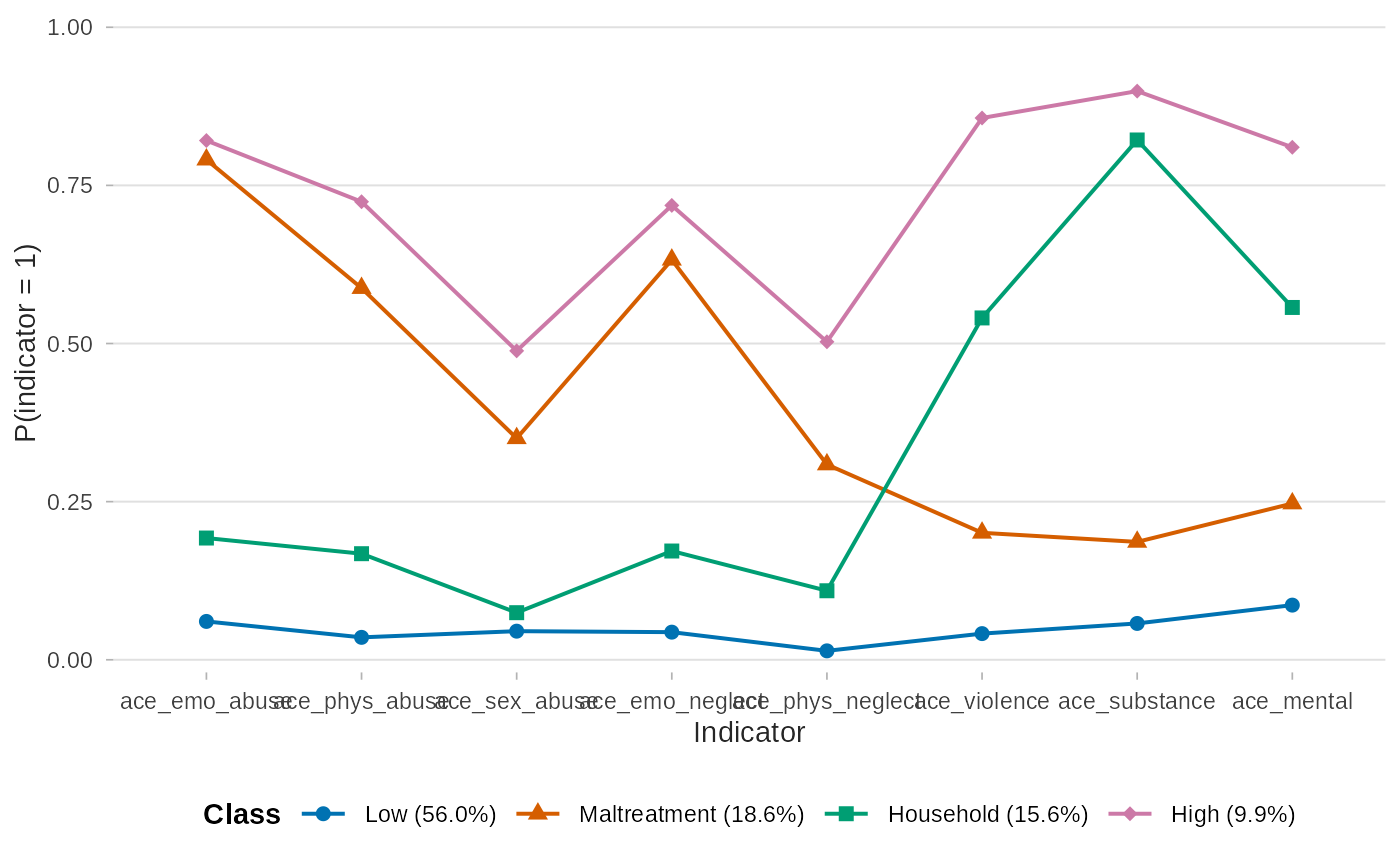 1.00
0.75
0.50
0.25
0.00
P(indicator = 1)
ace_emo_abuse ace_phys_abuse ace_sex_abuse ace_emo_neglect ace_phys_neglect ace_violence ace_substance ace_mental
Indicator
Class Low (56.0%) Maltreatment (18.6%) Household (15.6%) High (9.9%)